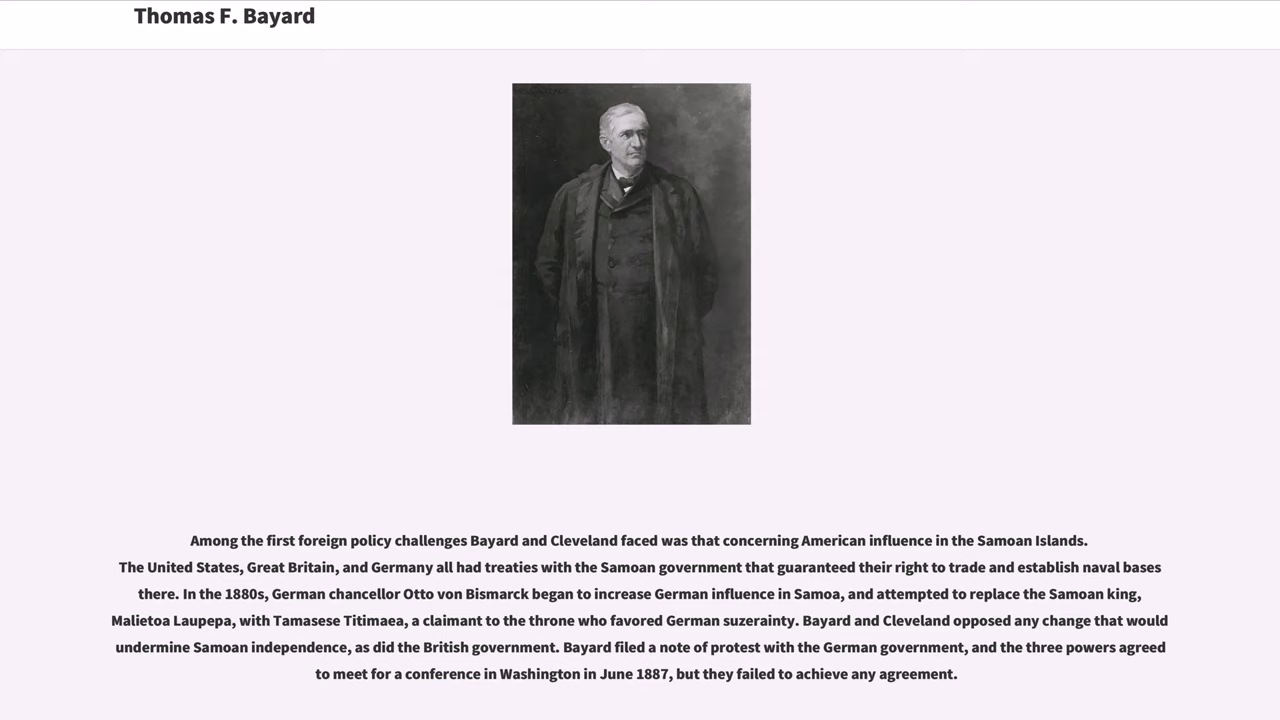 Thomas F. Bayard
Among the first foreign policy challenges Bayard and Cleveland faced was that concerning American influence in the Samoan Islands.
The United States, Great Britain, and Germany all had treaties with the Samoan government that guaranteed their right to trade and establish naval bases
there. In the 1880s, German chancellor Otto von Bismarck began to increase German influence in Samoa, and attempted to replace the Samoan king,
Malietoa Laupepa, with Tamasese Titimaea, a claimant to the throne who favored German suzerainty. Bayard and Cleveland opposed any change that would
undermine Samoan independence, as did the British government. Bayard filed a note of protest with the German government, and the three powers agreed
to meet for a conference in Washington in June 1887, but they failed to achieve any agreement.